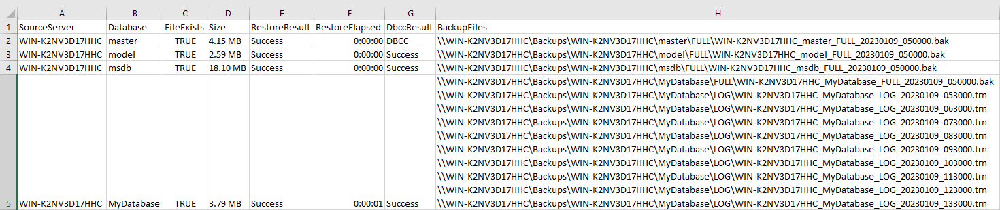 A B C D E F G H
1 SourceServer Database FileExists Size RestoreResult RestoreElapsed DbccResult BackupFiles
2 WIN-K2NV3D17HHC master TRUE 4.15 MB Success 0:00:00 DBCC \\WIN-K2NV3D17HHC\Backups\WIN-K2NV3D17HHC\master\FULL\WIN-K2NV3D17HHC_master_FULL_20230109_050000.bak
3 WIN-K2NV3D17HHC model TRUE 2.59 MB Success 0:00:00 Success \\WIN-K2NV3D17HHC\Backups\WIN-K2NV3D17HHC\model\FULL\WIN-K2NV3D17HHC_model_FULL_20230109_050000.bak
4 WIN-K2NV3D17HHC msdb TRUE 18.10 MB Success 0:00:00 Success \\WIN-K2NV3D17HHC\Backups\WIN-K2NV3D17HHC\msdb\FULL\WIN-K2NV3D17HHC_msdb_FULL_20230109_050000.bak
\\WIN-K2NV3D17HHC\Backups\WIN-K2NV3D17HHC\MyDatabase\FULL\WIN-K2NV3D17HHC_MyDatabase_FULL_20230109_050000.bak
\\WIN-K2NV3D17HHC\Backups\WIN-K2NV3D17HHC\MyDatabase\LOG\WIN-K2NV3D17HHC_MyDatabase_LOG_20230109_053000.trn
\\WIN-K2NV3D17HHC\Backups\WIN-K2NV3D17HHC\MyDatabase\LOG\WIN-K2NV3D17HHC_MyDatabase_LOG_20230109_063000.trn
\\WIN-K2NV3D17HHC\Backups\WIN-K2NV3D17HHC\MyDatabase\LOG\WIN-K2NV3D17HHC_MyDatabase_LOG_20230109_073000.trn
\\WIN-K2NV3D17HHC\Backups\WIN-K2NV3D17HHC\MyDatabase\LOG\WIN-K2NV3D17HHC_MyDatabase_LOG_20230109_083000.trn
\\WIN-K2NV3D17HHC\Backups\WIN-K2NV3D17HHC\MyDatabase\LOG\WIN-K2NV3D17HHC_MyDatabase_LOG_20230109_093000.trn
\\WIN-K2NV3D17HHC\Backups\WIN-K2NV3D17HHC\MyDatabase\LOG\WIN-K2NV3D17HHC_MyDatabase_LOG_20230109_103000.trn
\\WIN-K2NV3D17HHC\Backups\WIN-K2NV3D17HHC\MyDatabase\LOG\WIN-K2NV3D17HHC_MyDatabase_LOG_20230109_113000.trn
\\WIN-K2NV3D17HHC\Backups\WIN-K2NV3D17HHC\MyDatabase\LOG\WIN-K2NV3D17HHC_MyDatabase_LOG_20230109_123000.trn
5 WIN-K2NV3D17HHC MyDatabase TRUE 3.79 MB Success 0:00:01 Success \\WIN-K2NV3D17HHC\Backups\WIN-K2NV3D17HHC\MyDatabase\LOG\WIN-K2NV3D17HHC_MyDatabase_LOG_20230109_133000.trn